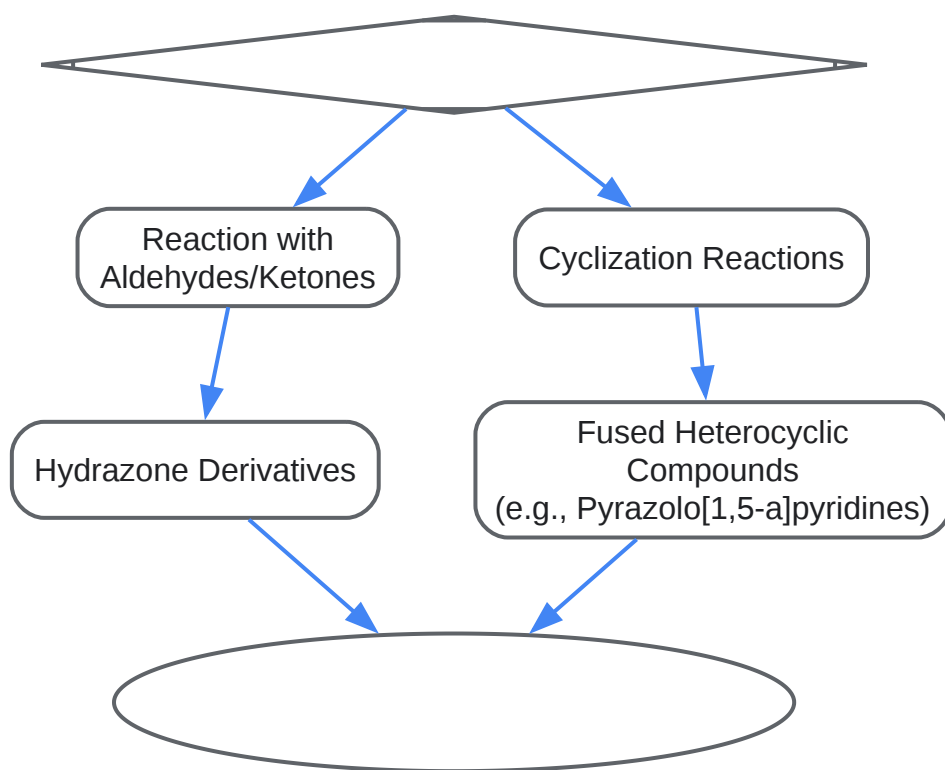 Reaction with
Aldehydes/Ketones
Cyclization Reactions
Hydrazone Derivatives
Fused Heterocyclic
Compounds
(e.g., Pyrazolo[1,5-a]pyridines)